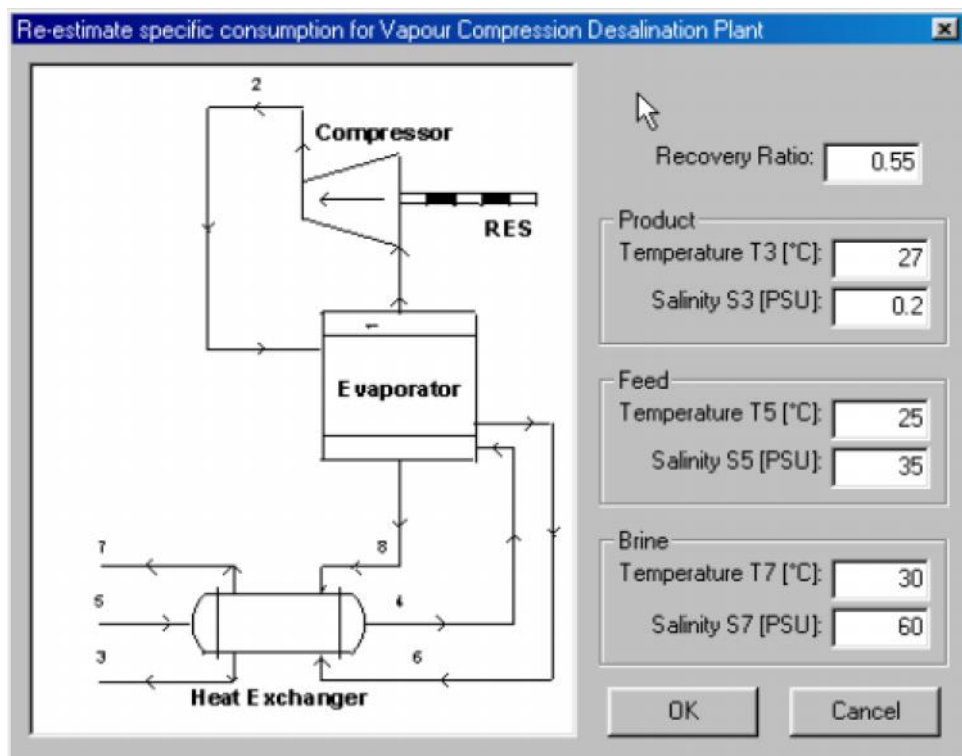 Re-estimate specific consumption for Vapour Compression Desalination Plant
2
Compressor
RES
1
Evaporator
7
8
5
4
3
6
Heat Exchanger
Recovery Ratio: 0.55
Product
Temperature T3 [°C]: 27
Salinity S3 [PSU]: 0.2
Feed
Temperature T5 [°C]: 25
Salinity S5 [PSU]: 35
Brine
Temperature T7 [°C]: 30
Salinity S7 [PSU]: 60
OK
Cancel